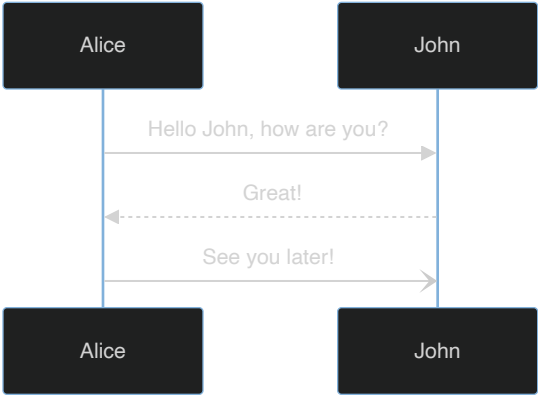 Alice
John
Hello John, how are you?
Great!
See you later!
Alice
John